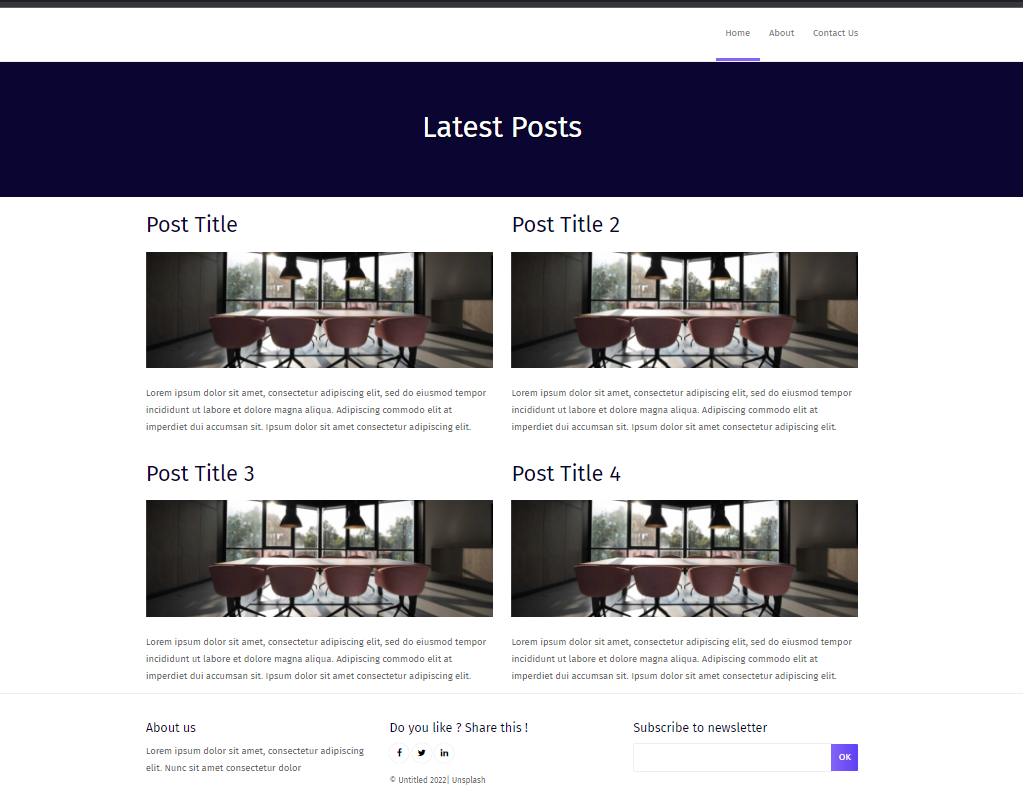 Home About Contact Us
Latest Posts
Post Title
Lorem ipsum dolor sit amet, consectetur adipiscing elit, sed do eiusmod tempor
incididunt ut labore et dolore magna aliqua. Adipiscing commodo elit at
imperdiet dui accumsan sit. Ipsum dolor sit amet consectetur adipiscing elit.
Post Title 2
Lorem ipsum dolor sit amet, consectetur adipiscing elit, sed do eiusmod tempor
incididunt ut labore et dolore magna aliqua. Adipiscing commodo elit at
imperdiet dui accumsan sit. Ipsum dolor sit amet consectetur adipiscing elit.
Post Title 3
Lorem ipsum dolor sit amet, consectetur adipiscing elit, sed do eiusmod tempor
incididunt ut labore et dolore magna aliqua. Adipiscing commodo elit at
imperdiet dui accumsan sit. Ipsum dolor sit amet consectetur adipiscing elit.
Post Title 4
Lorem ipsum dolor sit amet, consectetur adipiscing elit, sed do eiusmod tempor
incididunt ut labore et dolore magna aliqua. Adipiscing commodo elit at
imperdiet dui accumsan sit. Ipsum dolor sit amet consectetur adipiscing elit.
About us
Lorem ipsum dolor sit amet, consectetur adipiscing
elit. Nunc sit amet consectetur dolor
Do you like ? Share this !
© Untitled 2022| Unsplash
Subscribe to newsletter
OK